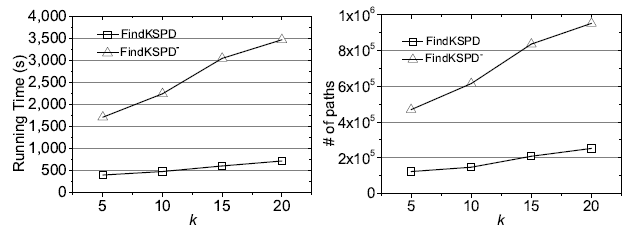 4,000
3,500
3,000
2,500
2,000
1,500
1,000
500
0
Running Time (s)
FindKSPD
FindKSPD⁻
5 10 15 20
k
1x10⁶
8x10⁵
6x10⁵
4x10⁵
2x10⁵
0
# of paths
FindKSPD
FindKSPD⁻
5 10 15 20
k